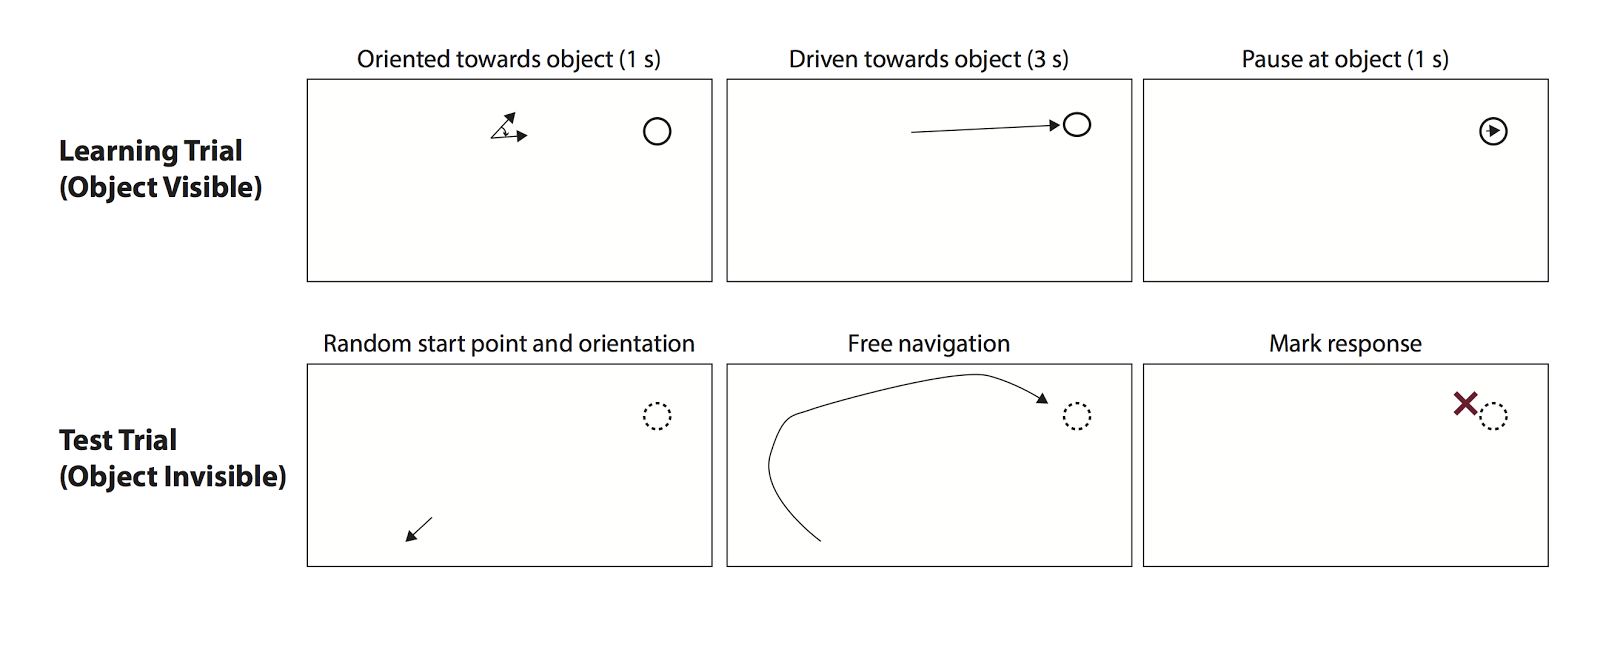 Oriented towards object (1 s)
Driven towards object (3 s)
Pause at object (1 s)
Learning Trial
(Object Visible)
Random start point and orientation
Free navigation
Mark response
Test Trial
(Object Invisible)